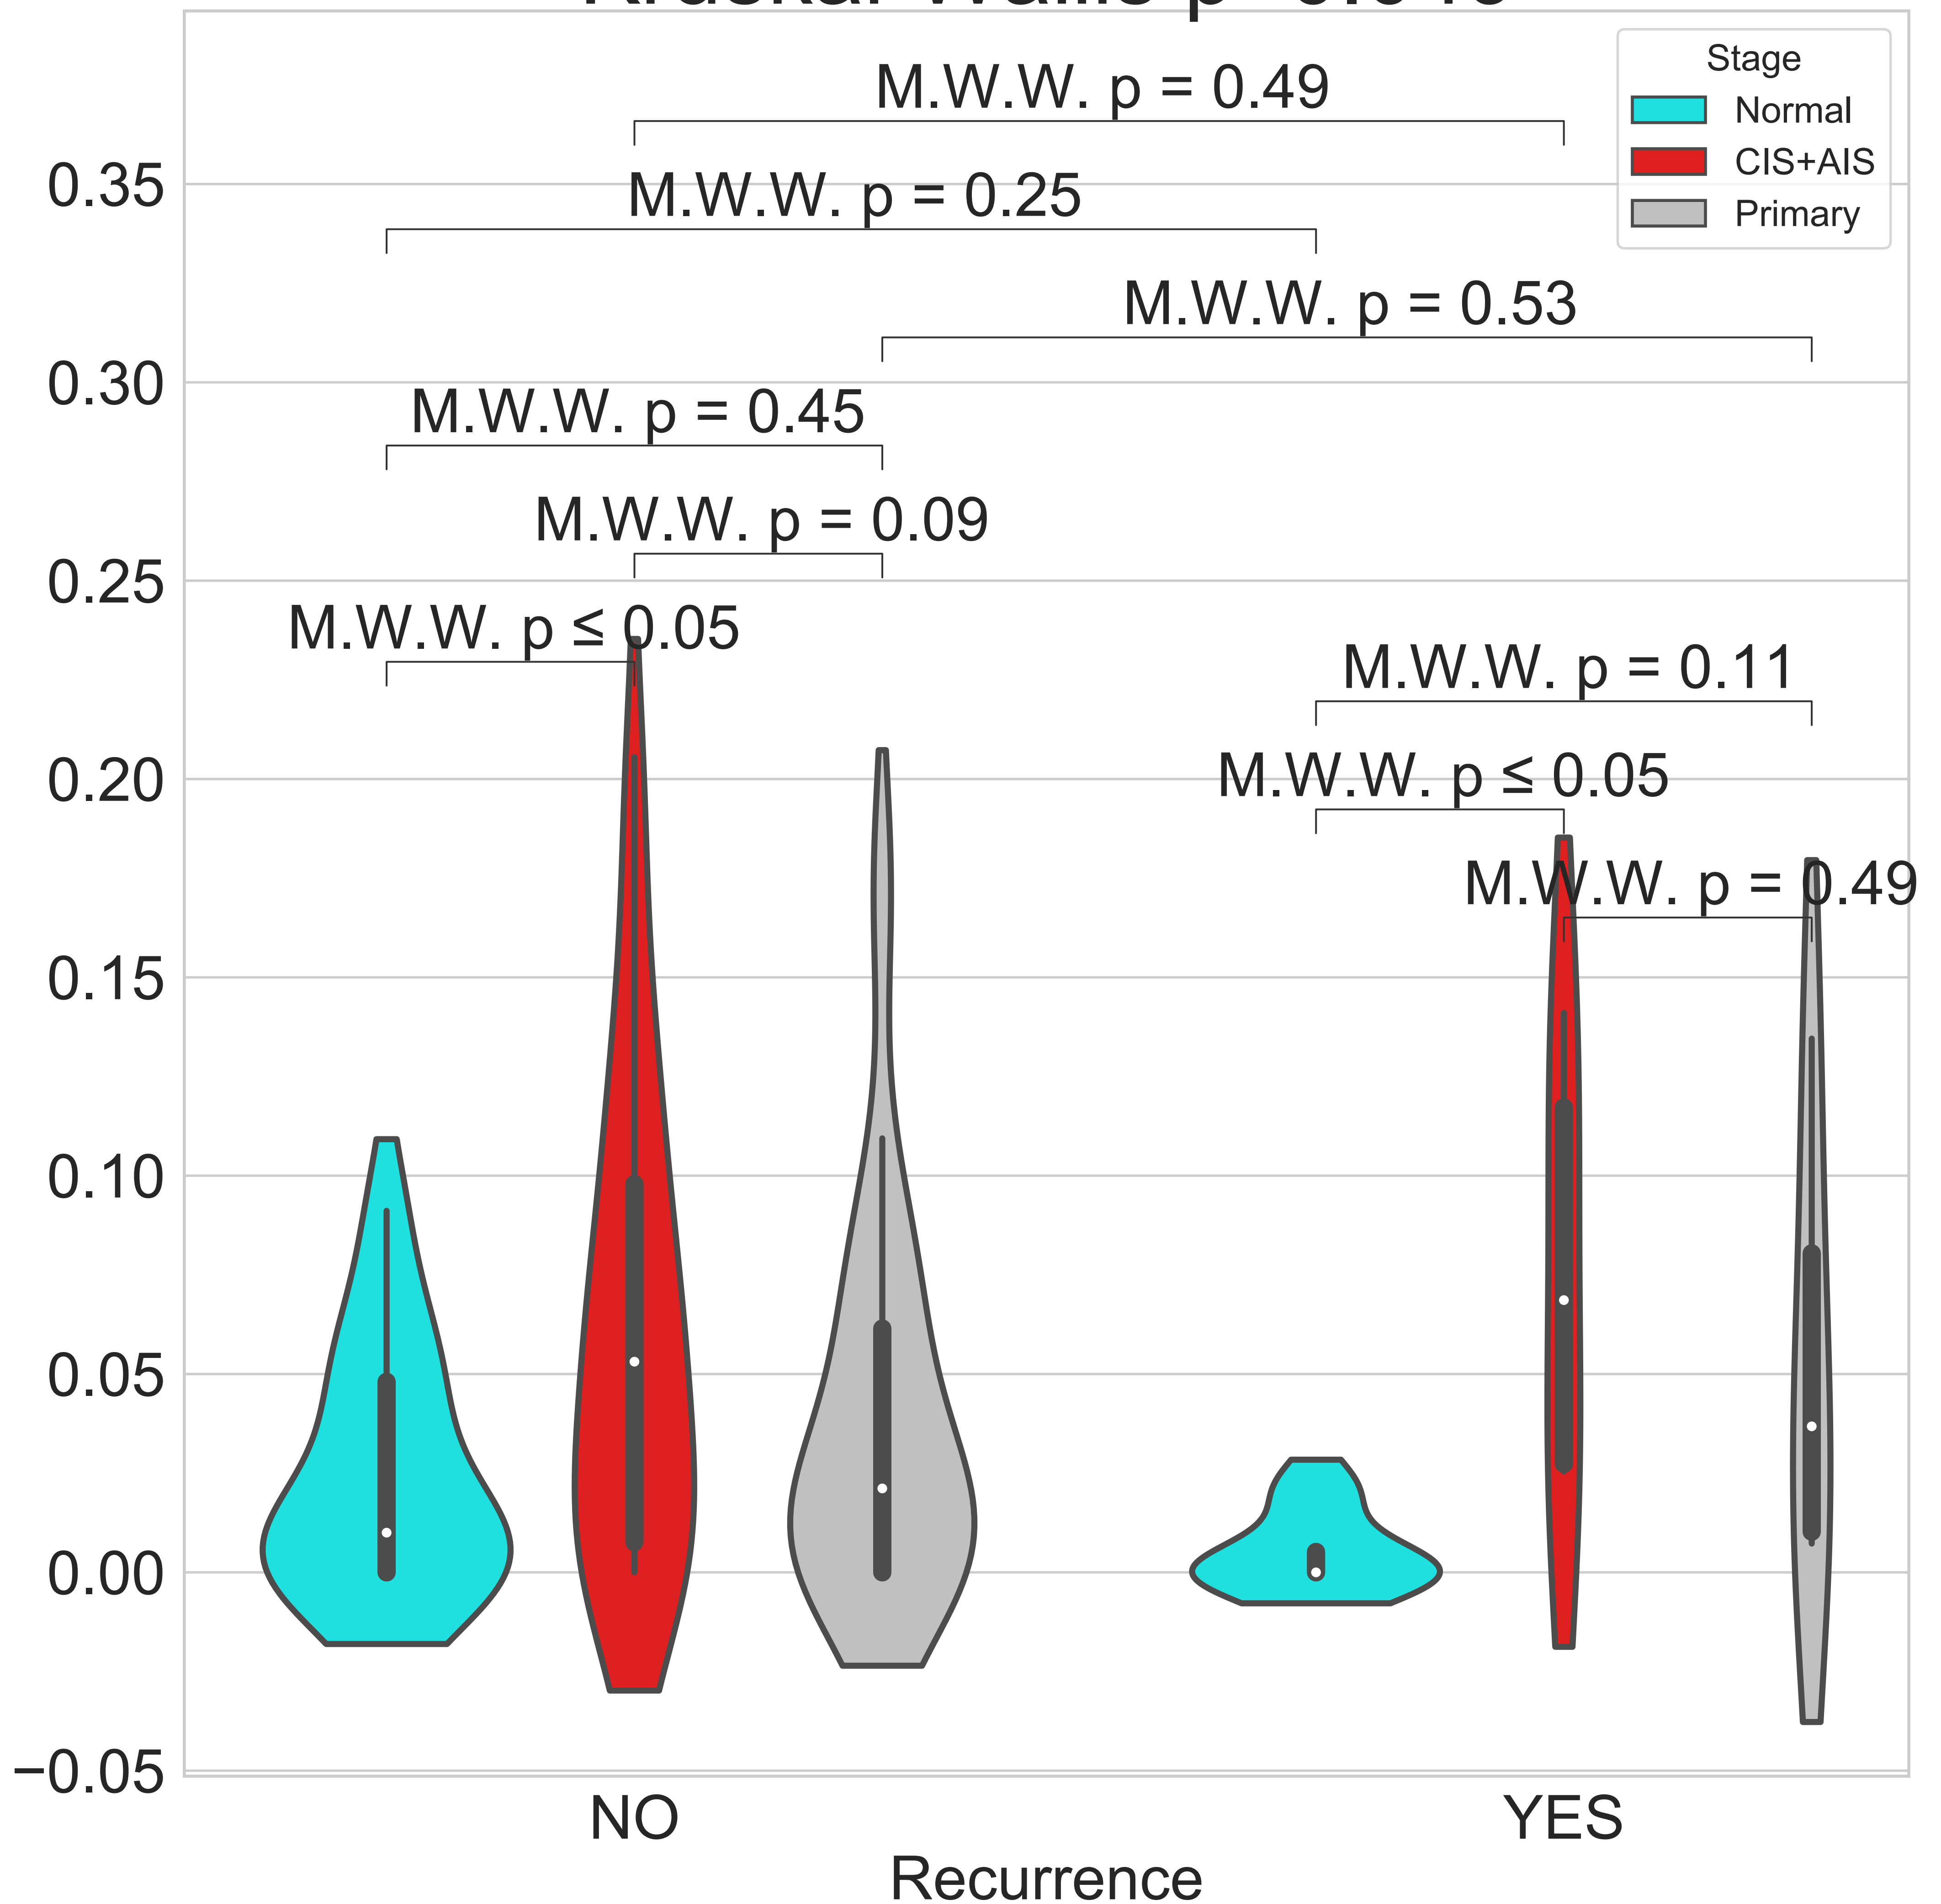 M.W.W. p = 0.49
M.W.W. p = 0.25
M.W.W. p = 0.53
M.W.W. p = 0.45
M.W.W. p = 0.09
M.W.W. p ≤ 0.05
M.W.W. p = 0.11
M.W.W. p ≤ 0.05
M.W.W. p = 0.49
Stage
Normal
CIS+AIS
Primary
0.35
0.30
0.25
0.20
0.15
0.10
0.05
0.00
−0.05
NO
YES
Recurrence